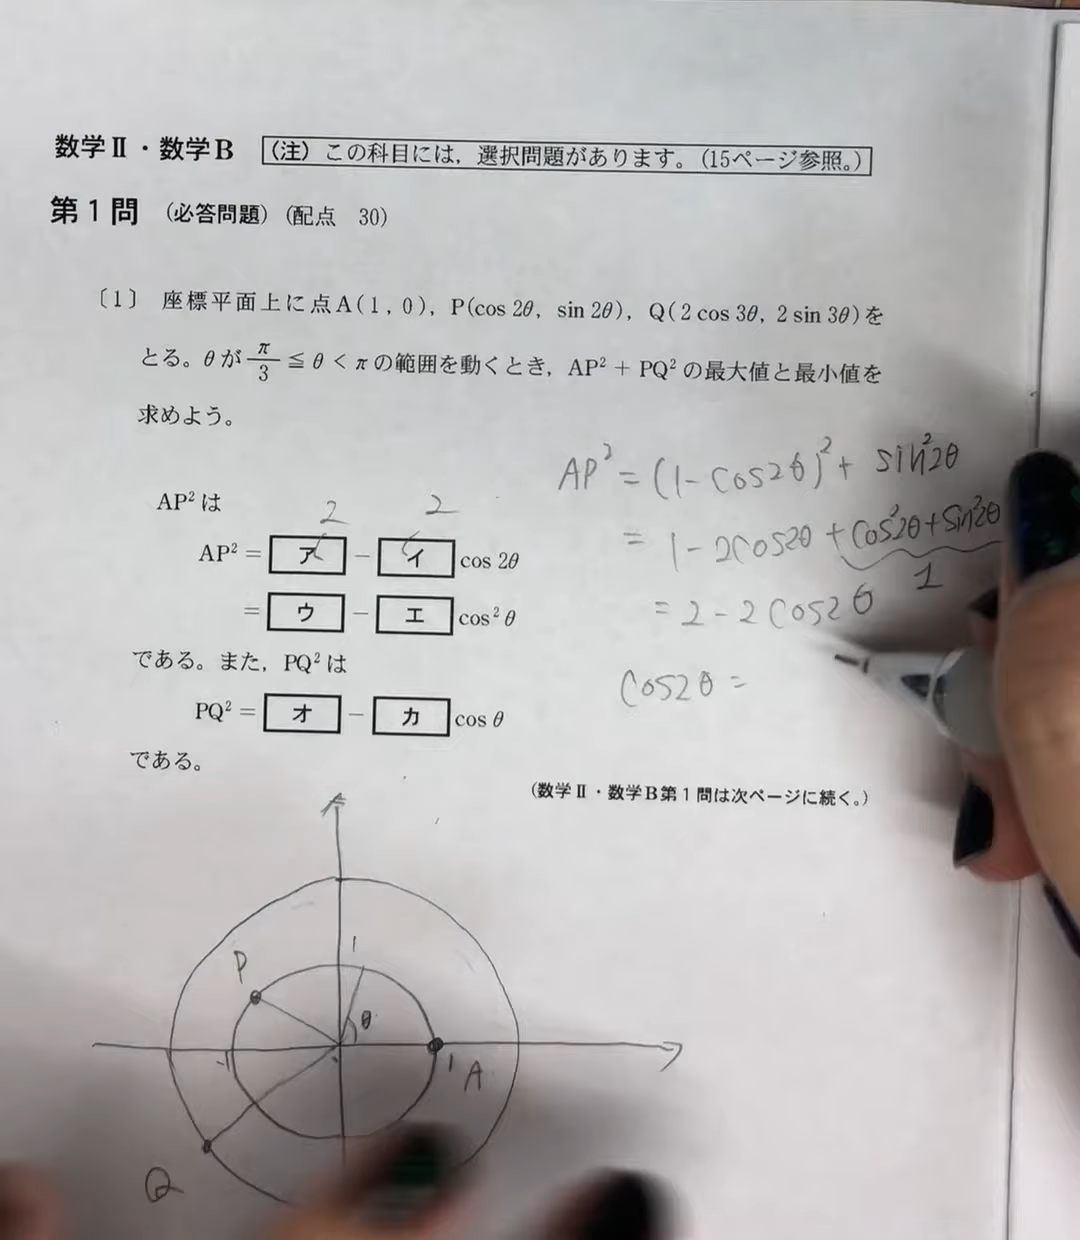 数学Ⅱ・数学B （注）この科目には，選択問題があります。(15ページ参照。)
第1問 （必答問題）（配点 30）
〔1〕 座標平面上に点A(1, 0), P(cos 2θ, sin 2θ), Q(2 cos 3θ, 2 sin 3θ)を
とる。θが π/3 ≦ θ < π の範囲を動くとき，AP² + PQ² の最大値と最小値を
求めよう。
AP² = (1 - cos2θ)² + sin²2θ
AP² は
2 2
= 1 - 2cos2θ + cos²2θ + sin²2θ
1
AP² = ア - イ cos 2θ
= 2 - 2cos2θ
= ウ - エ cos² θ
である。また，PQ² は
cos2θ =
PQ² = オ - カ cos θ
である。
(数学Ⅱ・数学B第1問は次ページに続く。)
1
P
θ
-1
1
A
Q